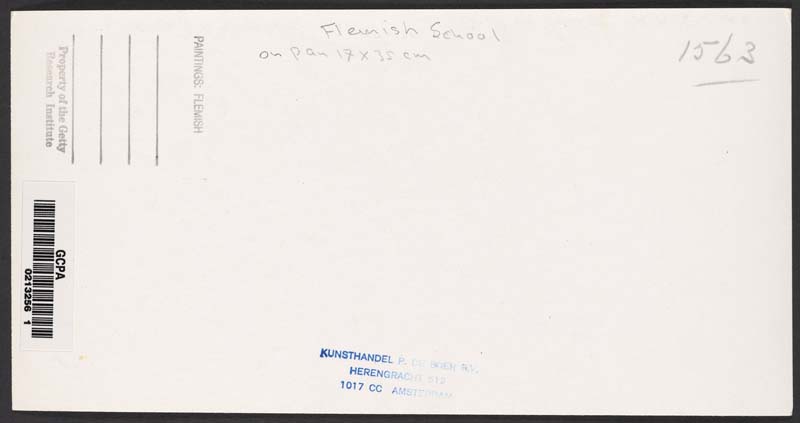 Flemish School
on pan 17 x 35 cm
1563
PAINTINGS: FLEMISH
Property of the Getty
Research Institute
GCPA
0213256 1
KUNSTHANDEL P. DE BOER B.V.
HERENGRACHT 512
1017 CC AMSTERDAM